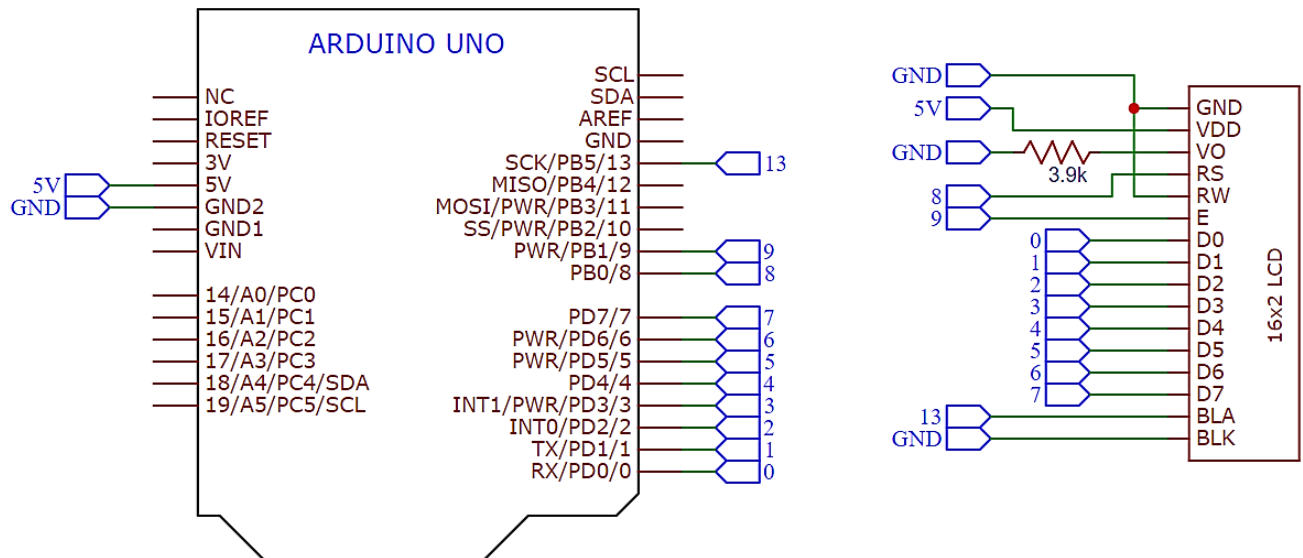 ARDUINO UNO
NC
IOREF
RESET
3V
5V 5V
GND GND2
GND1
VIN
14/A0/PC0
15/A1/PC1
16/A2/PC2
17/A3/PC3
18/A4/PC4/SDA
19/A5/PC5/SCL
SCL
SDA
AREF
GND
SCK/PB5/13 13
MISO/PB4/12
MOSI/PWR/PB3/11
SS/PWR/PB2/10
PWR/PB1/9 9
PB0/8 8
PD7/7 7
PWR/PD6/6 6
PWR/PD5/5 5
PD4/4 4
INT1/PWR/PD3/3 3
INT0/PD2/2 2
TX/PD1/1 1
RX/PD0/0 0
GND
GND
5V
VDD
GND VO
3.9k
RS
8 RW
9 E
0 D0
1 D1
2 D2
3 D3
4 D4
5 D5
6 D6
7 D7
13 BLA
GND BLK
16x2 LCD